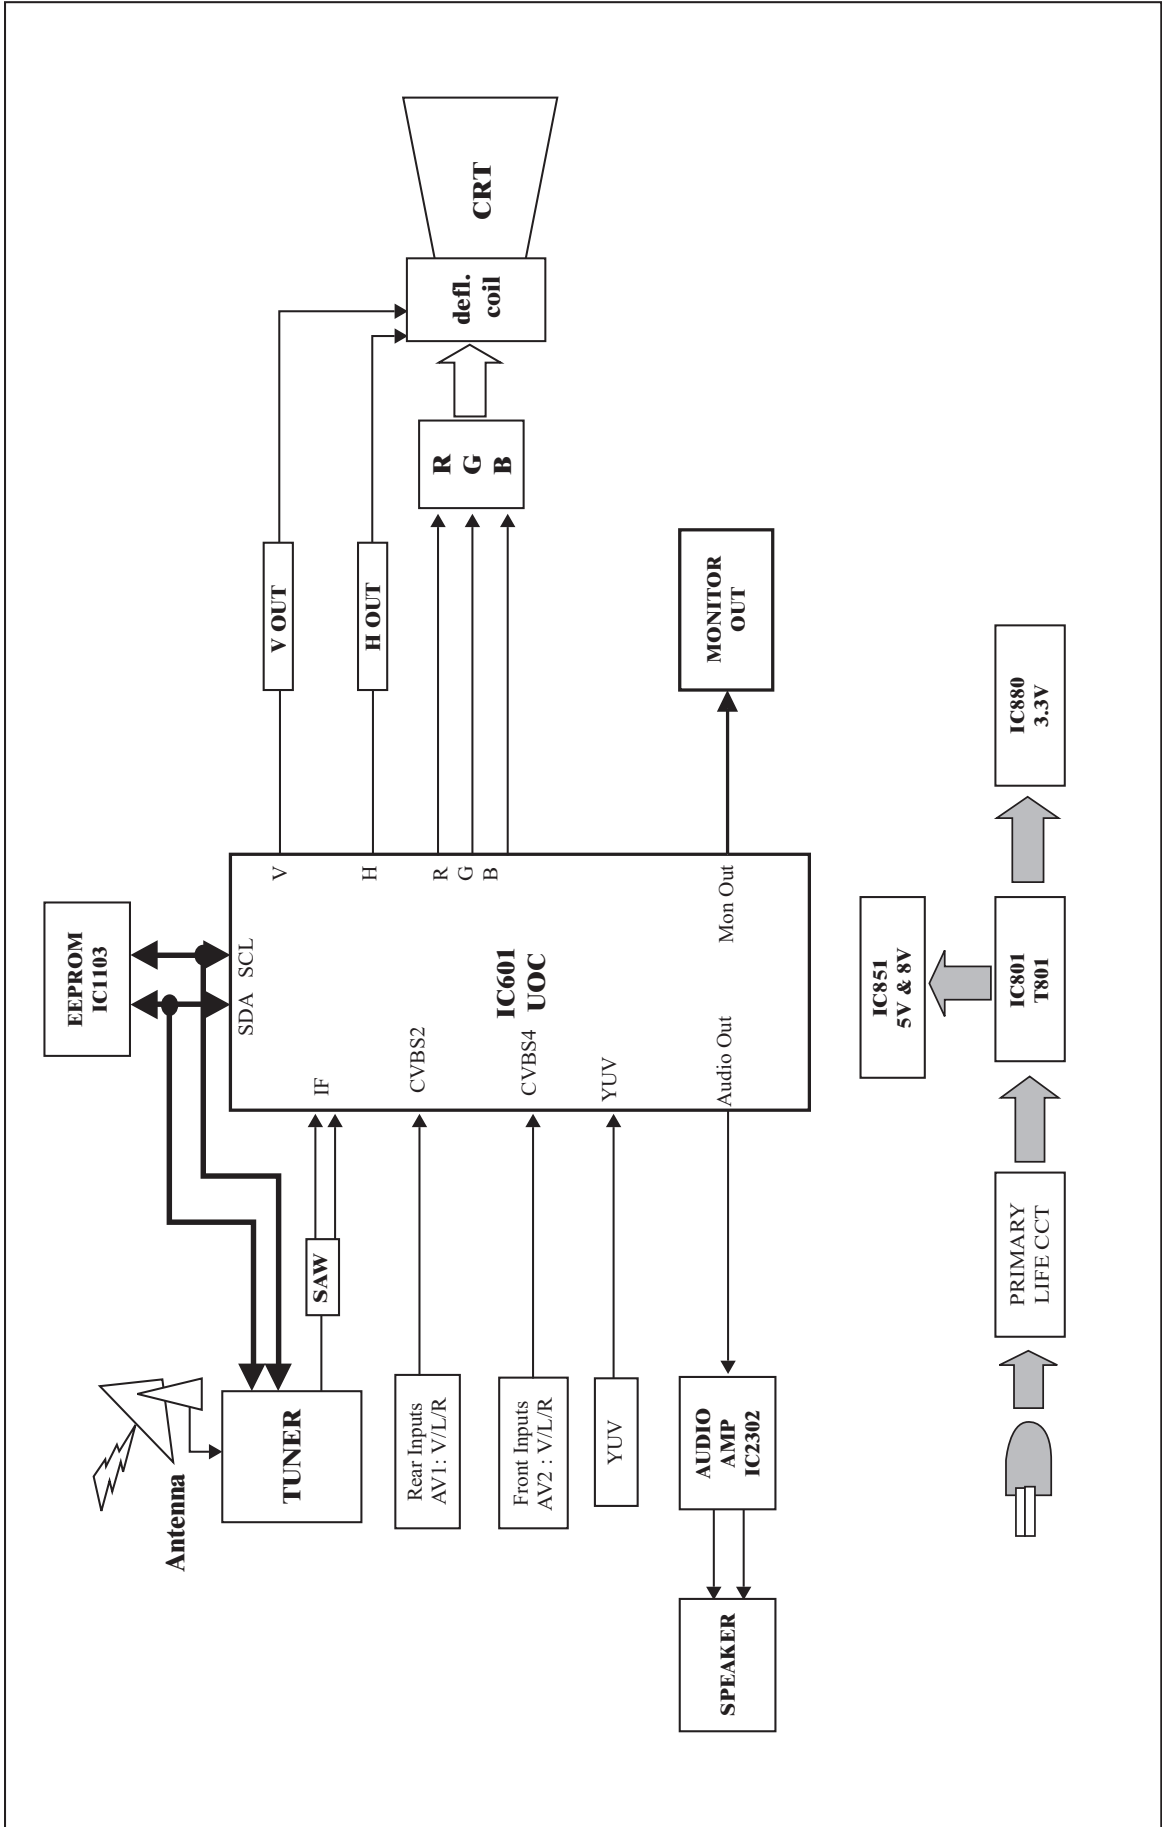 Antenna
TUNER
SAW
EEPROM
IC1103
SDA
SCL
IF
CVBS2
CVBS4
YUV
Audio Out
IC601
UOC
V
H
R
G
B
Mon Out
V OUT
H OUT
R
G
B
defl.
coil
CRT
MONITOR
OUT
Rear Inputs
AV1: V/L/R
Front Inputs
AV2 : V/L/R
YUV
AUDIO
AMP
IC2302
SPEAKER
PRIMARY
LIFE CCT
IC801
T801
IC851
5V & 8V
IC880
3.3V